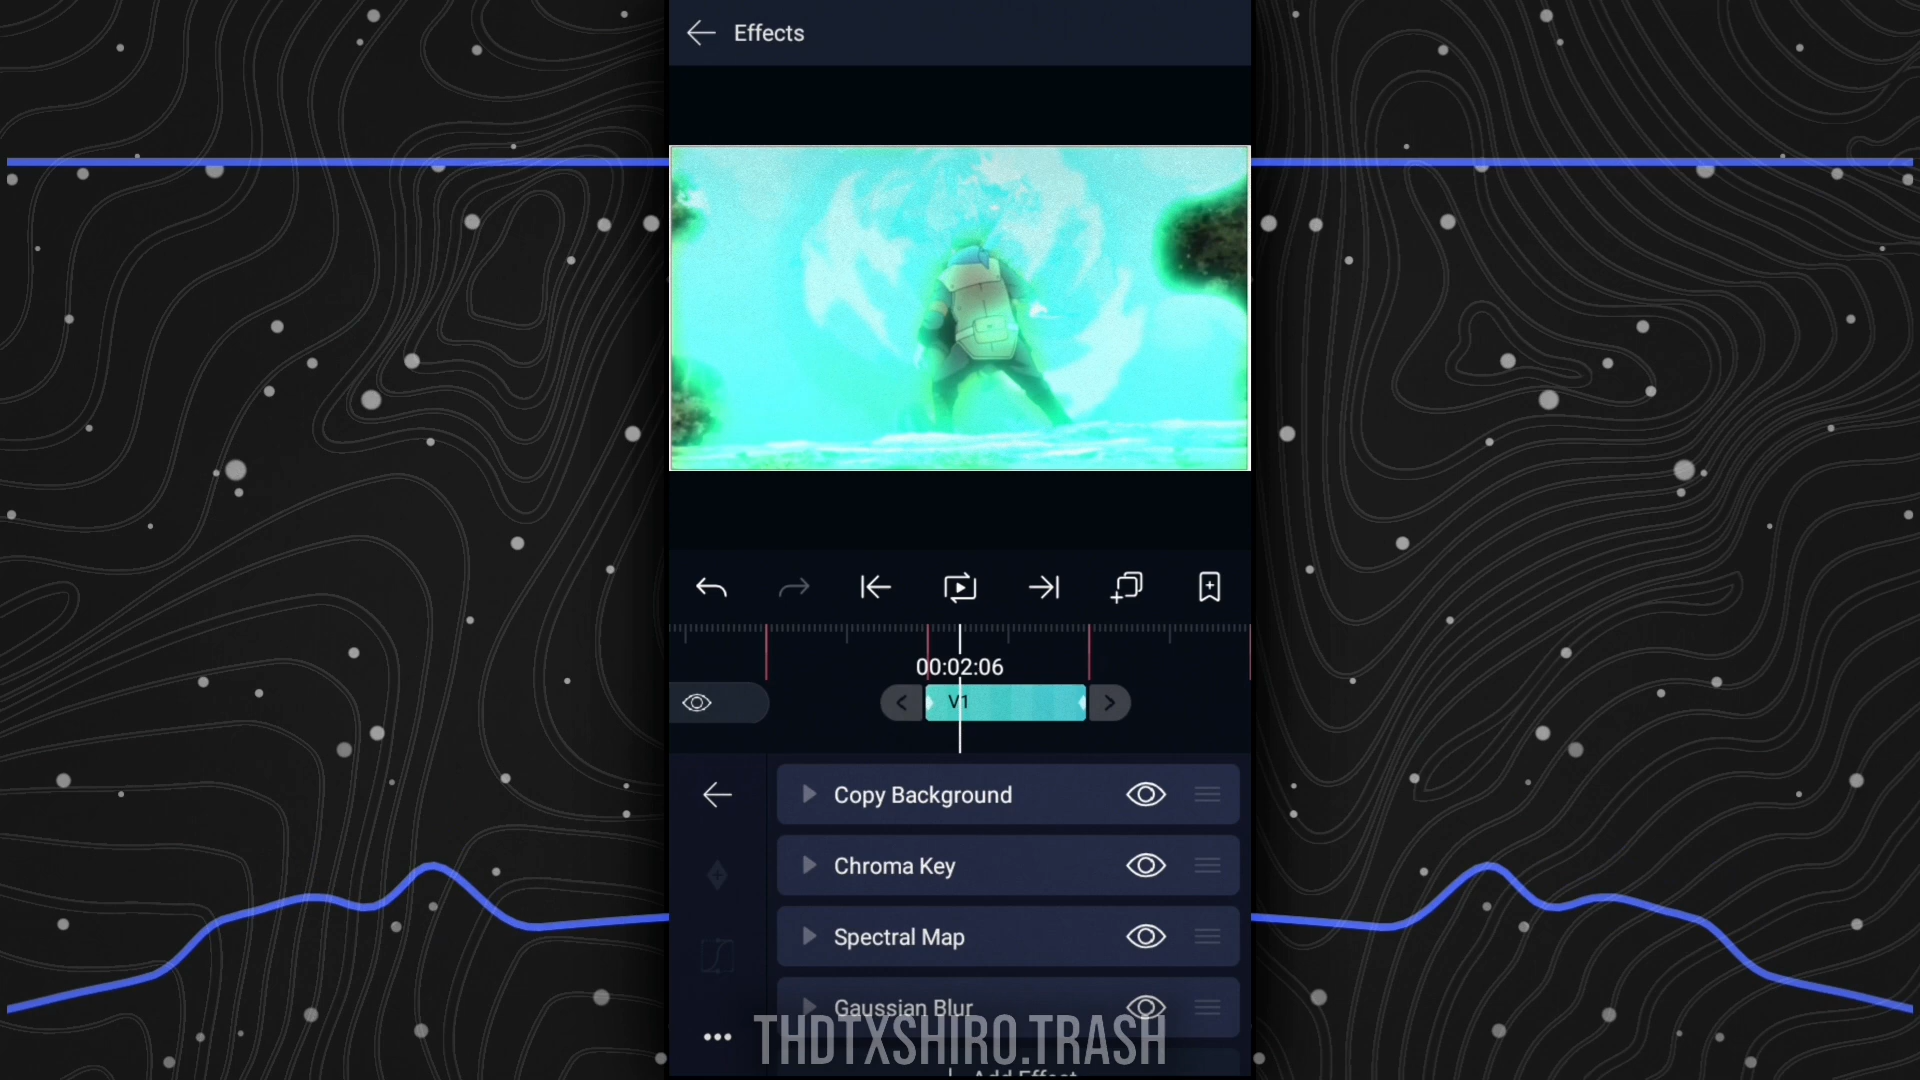 Effects
00:02:06
V1
Copy Background
Chroma Key
Spectral Map
Gaussian Blur
THDTXSHIRO.TRASH
Add Effect